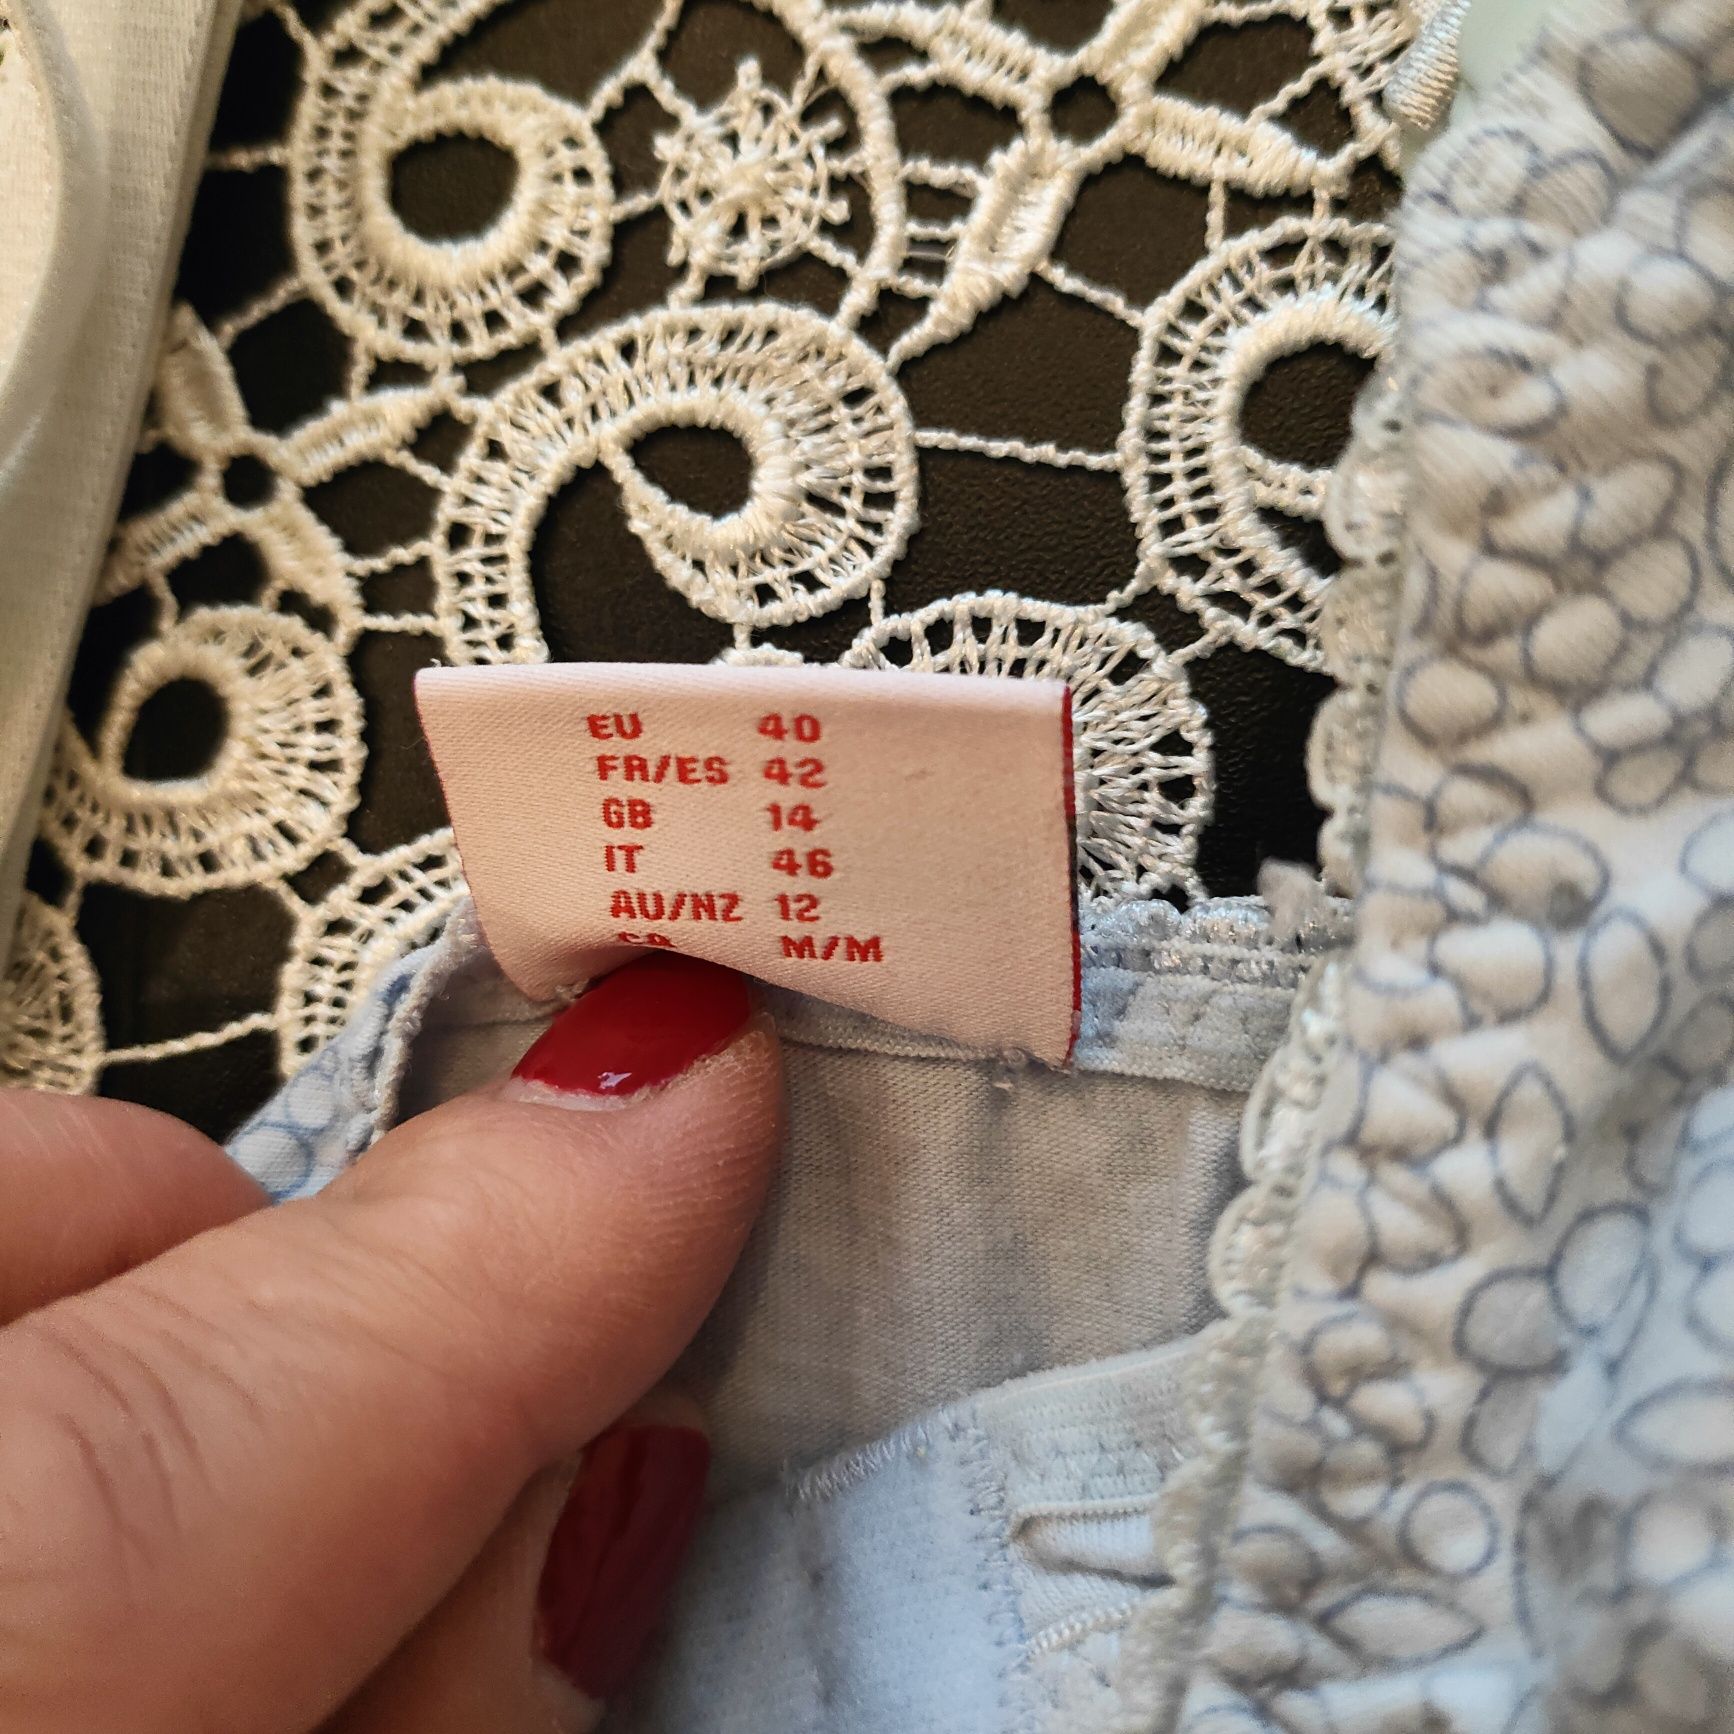 EU 40
FR/ES 42
GB 14
IT 46
AU/NZ 12
M/M